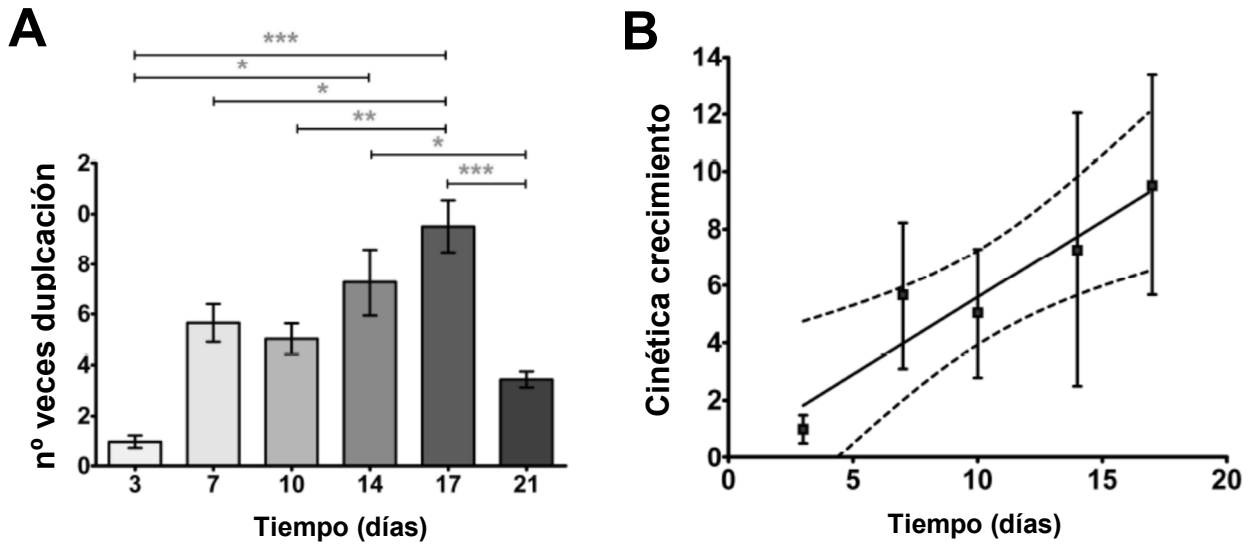 A
***
*
*
**
*
***
nº veces duplcación
2
0
8
6
4
2
0
3 7 10 14 17 21
Tiempo (días)
B
Cinética crecimiento
14
12
10
8
6
4
2
0
0 5 10 15 20
Tiempo (días)